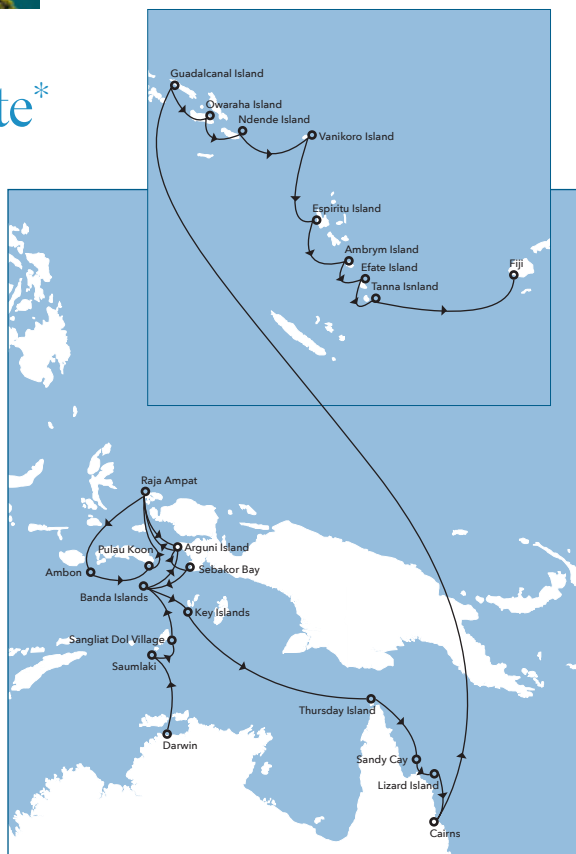 te*
Guadalcanal Island
Owaraha Island
Ndende Island
Vanikoro Island
Espiritu Island
Ambrym Island
Efate Island
Fiji
Tanna Isnland
Raja Ampat
Pulau Koon
Arguni Island
Ambon
Sebakor Bay
Banda Islands
Key Islands
Sangliat Dol Village
Saumlaki
Thursday Island
Darwin
Sandy Cay
Lizard Island
Cairns